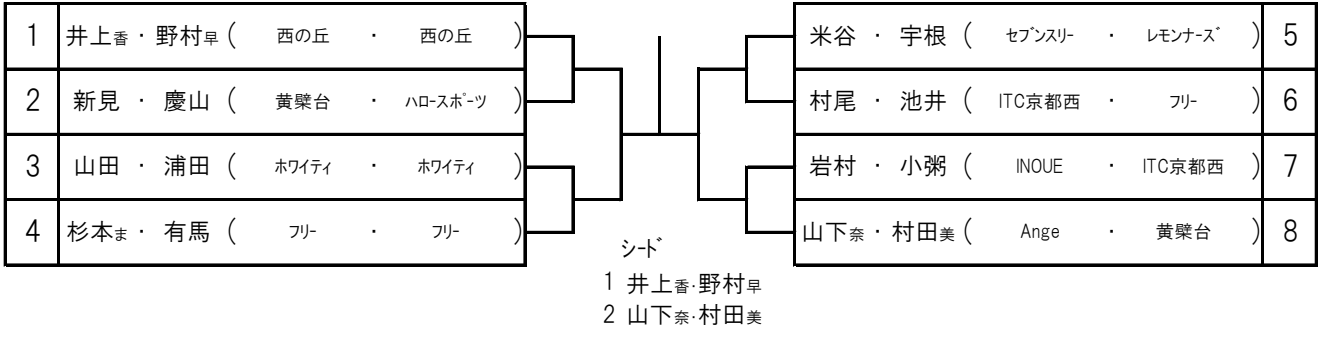 1 井上香・野村早 ( 西の丘 ・ 西の丘 )
2 新見 ・ 慶山 ( 黄檗台 ・ ﾊﾛｰｽﾎﾟｰﾂ )
3 山田 ・ 浦田 ( ﾎﾜｲﾃｨ ・ ﾎﾜｲﾃｨ )
4 杉本ま・ 有馬 ( ﾌﾘｰ ・ ﾌﾘｰ )
米谷 ・ 宇根 ( ｾﾌﾞﾝｽﾘｰ ・ ﾚﾓﾝﾅｰｽﾞ ) 5
村尾 ・ 池井 ( ITC京都西 ・ ﾌﾘｰ ) 6
岩村 ・ 小粥 ( INOUE ・ ITC京都西 ) 7
山下奈・村田美 ( Ange ・ 黄檗台 ) 8
ｼｰﾄﾞ
1 井上香・野村早
2 山下奈・村田美